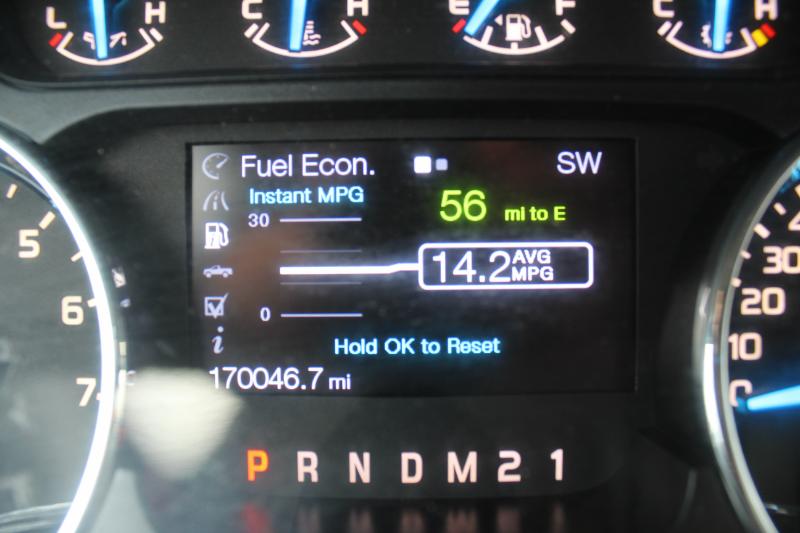 L H C H E F C H
Fuel Econ. SW
Instant MPG
56 mi to E
30
14.2 AVG MPG
0
Hold OK to Reset
170046.7 mi
P R N D M 2 1
5
6
7
30
20
10
0